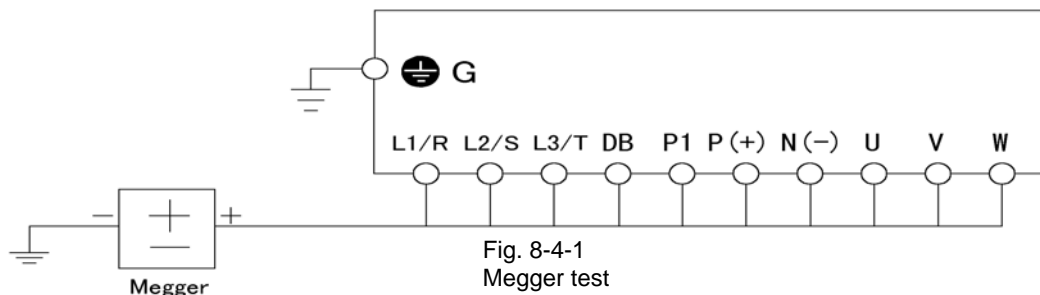 G
L1/R L2/S L3/T DB P1 P(+) N(−) U V W
− + − +
Megger
Fig. 8-4-1
Megger test